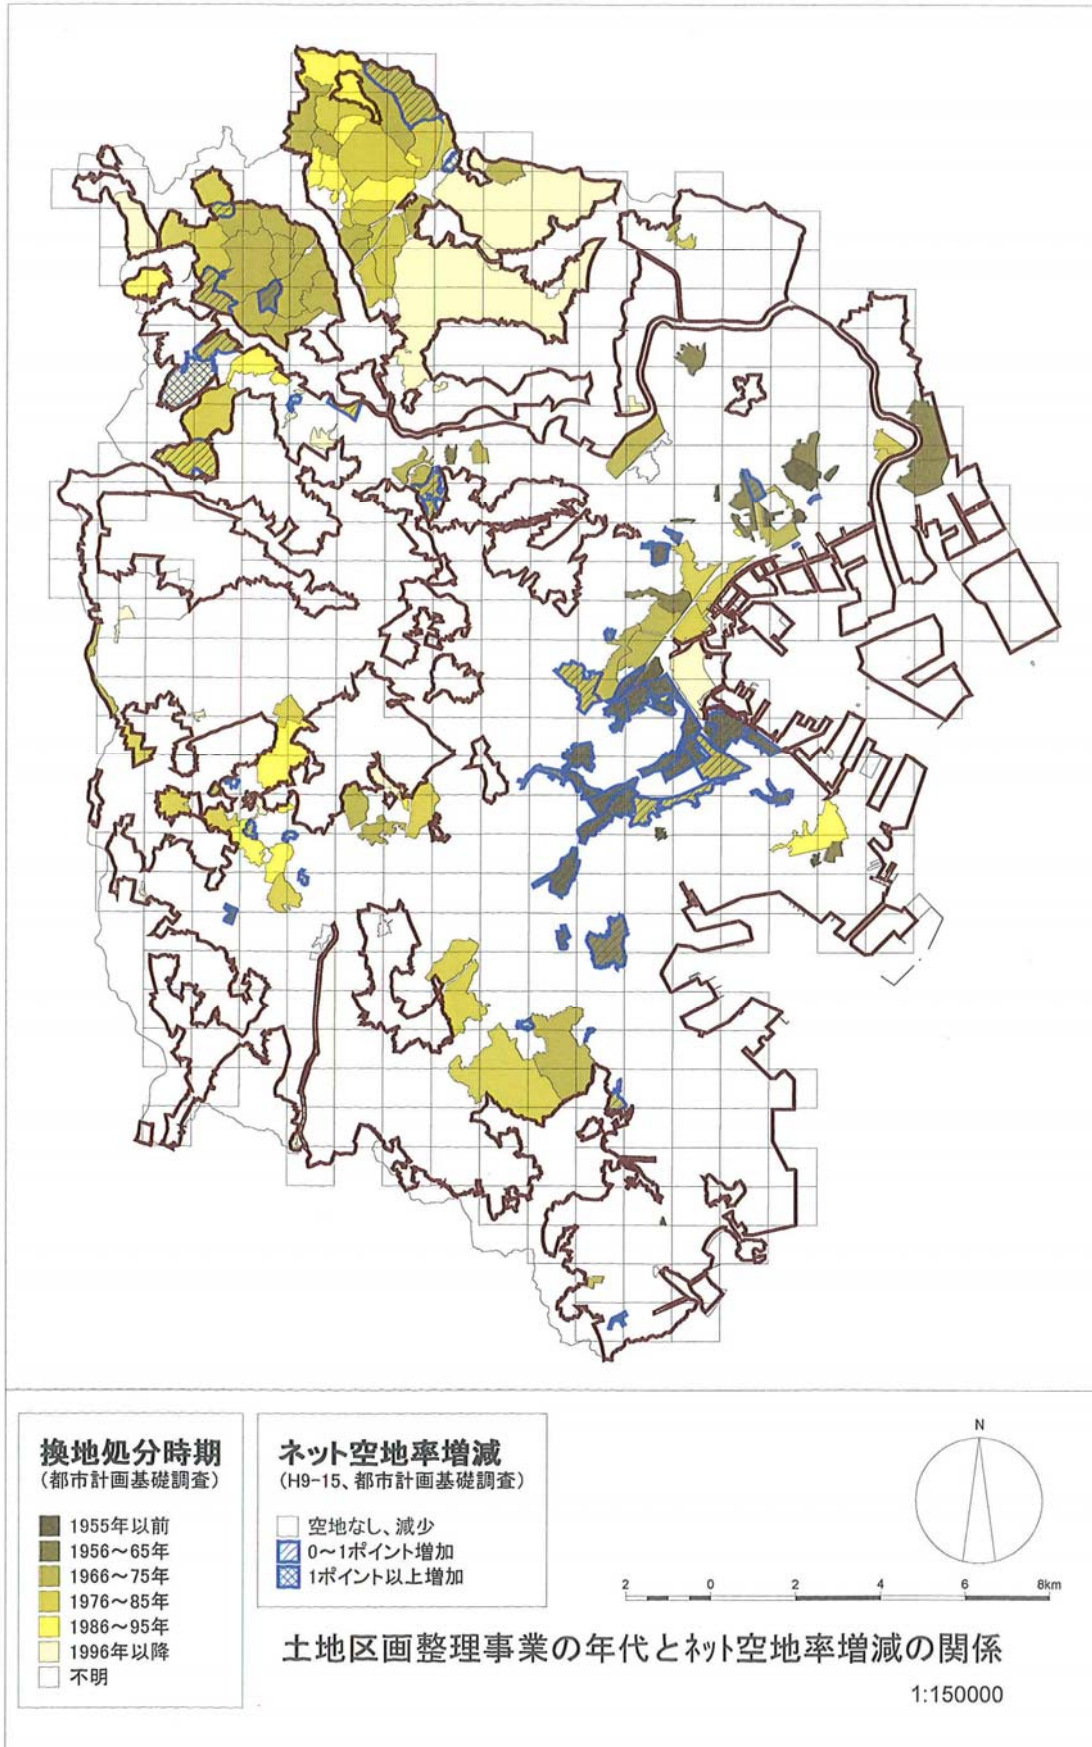 換地処分時期
(都市計画基礎調査)
1955年以前
1956～65年
1966～75年
1976～85年
1986～95年
1996年以降
不明
ネット空地率増減
(H9-15、都市計画基礎調査)
空地なし、減少
0～1ポイント増加
1ポイント以上増加
N
2 0 2 4 6 8km
土地区画整理事業の年代とネット空地率増減の関係
1:150000